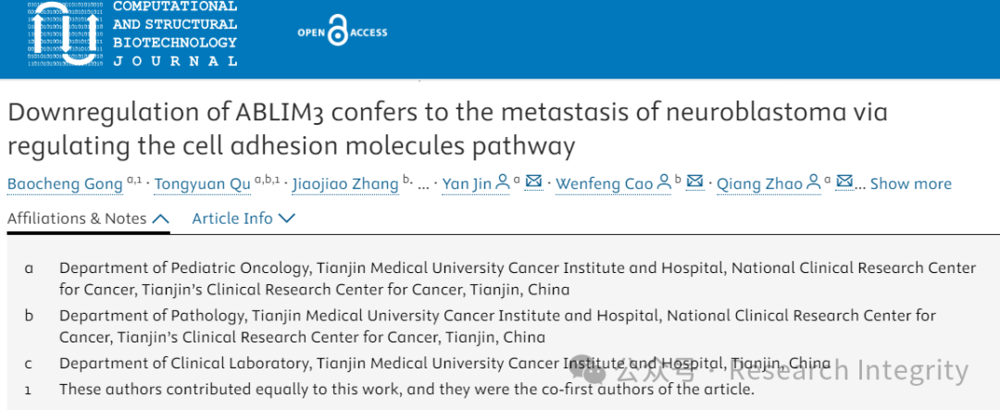 COMPUTATIONAL
AND STRUCTURAL
BIOTECHNOLOGY
JOURNAL
OPEN ACCESS
Downregulation of ABLIM3 confers to the metastasis of neuroblastoma via
regulating the cell adhesion molecules pathway
Baocheng Gong a,1 · Tongyuan Qu a,b,1 · Jiaojiao Zhang b · ... · Yan Jin a · Wenfeng Cao b · Qiang Zhao a ... Show more
Affiliations & Notes Article Info
a Department of Pediatric Oncology, Tianjin Medical University Cancer Institute and Hospital, National Clinical Research Center
for Cancer, Tianjin's Clinical Research Center for Cancer, Tianjin, China
b Department of Pathology, Tianjin Medical University Cancer Institute and Hospital, National Clinical Research Center for
Cancer, Tianjin's Clinical Research Center for Cancer, Tianjin, China
c Department of Clinical Laboratory, Tianjin Medical University Cancer Institute and Hospital, Tianjin, China
公众号 · Research Integrity
1 These authors contributed equally to this work, and they were the co-first authors of the article.